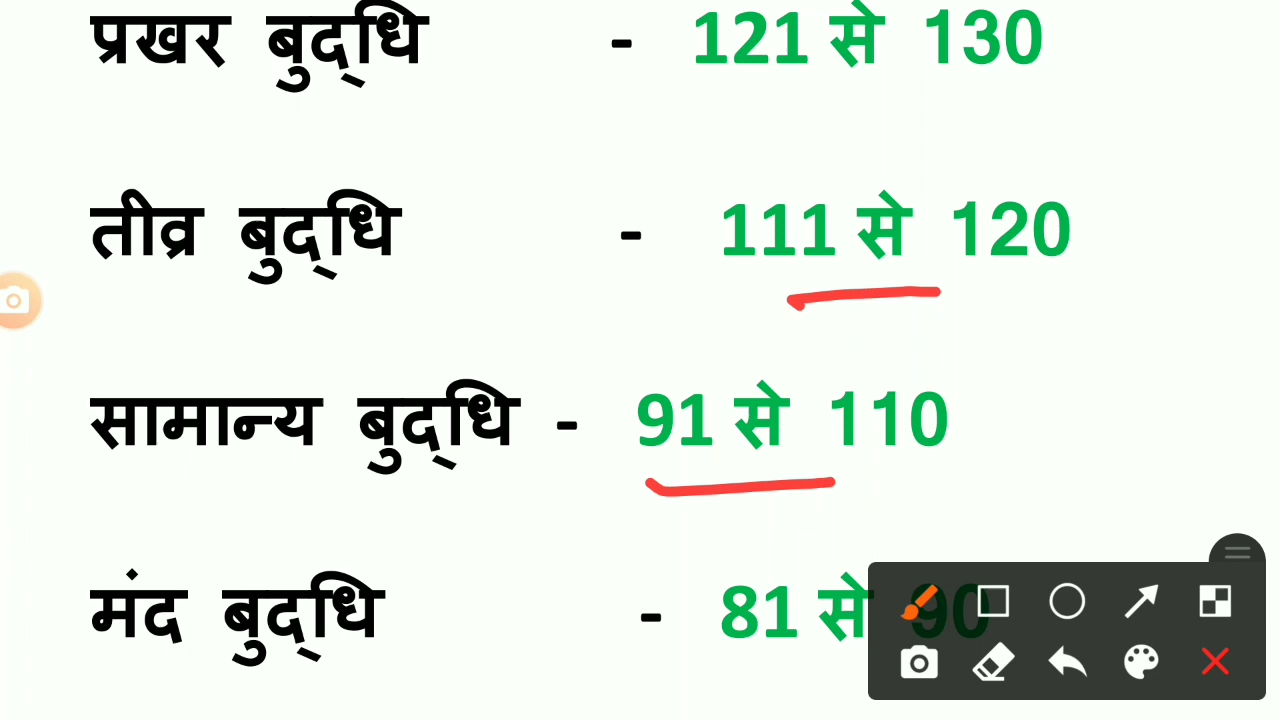 प्रखर बुद्धि - 121 से 130
तीव्र बुद्धि - 111 से 120
सामान्य बुद्धि - 91 से 110
मंद बुद्धि - 81 से 90